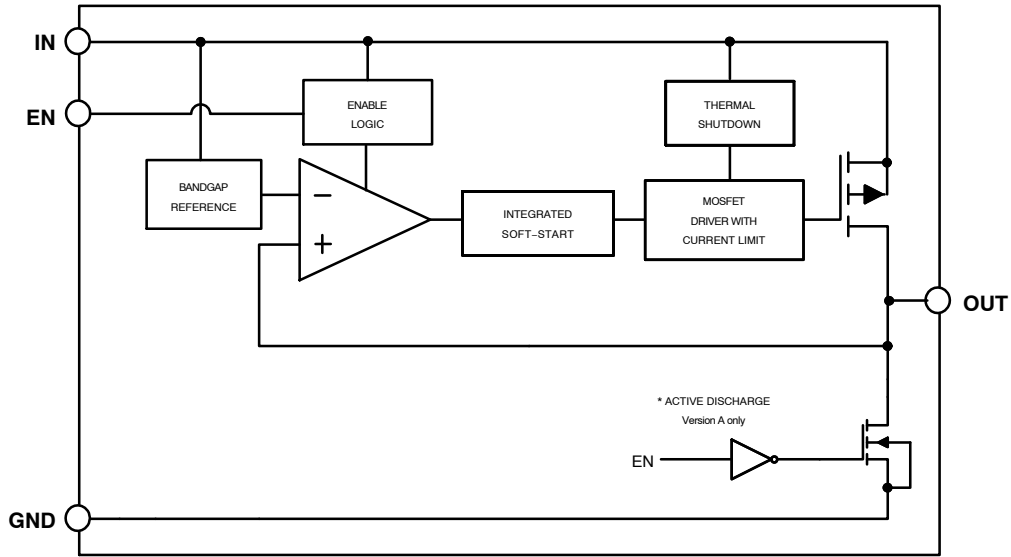 IN
EN
ENABLE
LOGIC
THERMAL
SHUTDOWN
BANDGAP
REFERENCE
−
+
INTEGRATED
SOFT−START
MOSFET
DRIVER WITH
CURRENT LIMIT
OUT
* ACTIVE DISCHARGE
Version A only
EN
GND